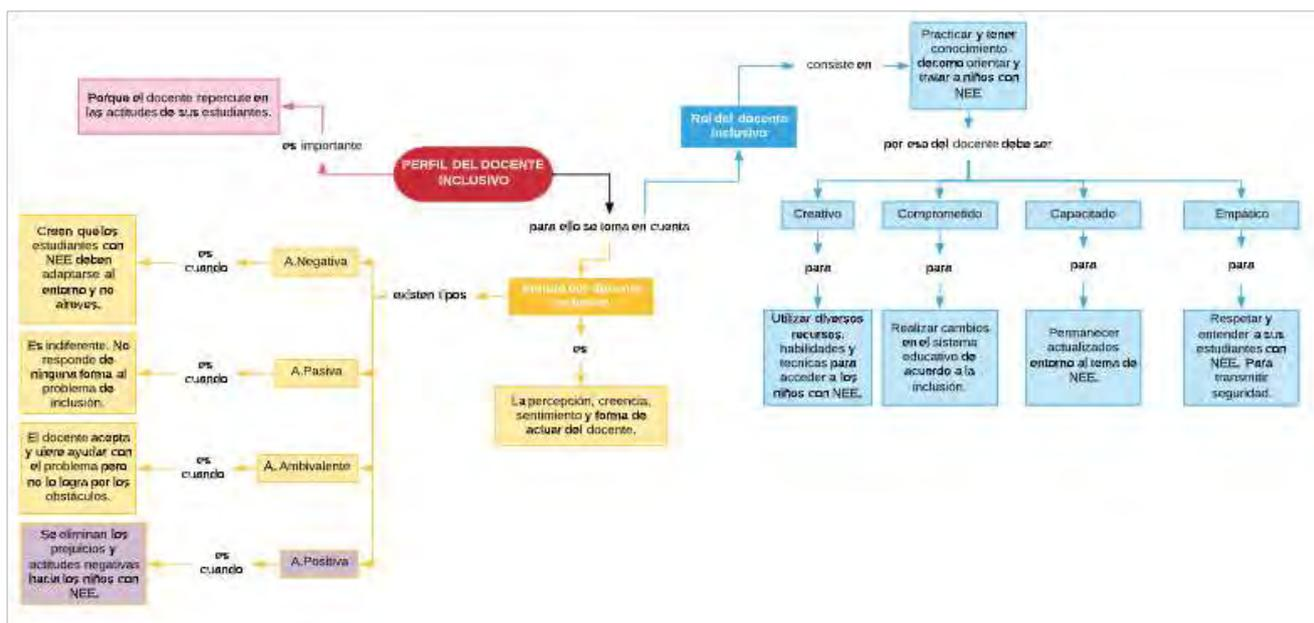 PERFIL DEL DOCENTE
INCLUSIVO
es importante
Porque el docente repercute en
las actitudes de sus estudiantes.
para ello se toma en cuenta
Rol del docente
inclusivo
consiste en
Practicar y tener
conocimiento
decomo orientar y
tratar a niños con
NEE
por eso del docente debe ser
Creativo
para
Utilizar diversos
recursos,
habilidades y
tecnicas para
acceder a los
niños con NEE.
Comprometido
para
Realizar cambios
en el sistema
educativo de
acuerdo a la
inclusión.
Capacitado
para
Permanecer
actualizados
entorno al tema de
NEE.
Empático
para
Respetar y
entender a sus
estudiantes con
NEE. Para
transmitir
seguridad.
Actitud del docente
inclusivo
es
La percepción, creencia,
sentimiento y forma de
actuar del docente.
existen tipos
A.Negativa
es
cuando
Creen que los
estudiantes con
NEE deben
adaptarse al
entorno y no
alreves.
A.Pasiva
es
cuando
Es indiferente. No
responde de
ninguna forma al
problema de
inclusión.
A. Ambivalente
es
cuando
El docente acepta
y uiere ayudar con
el problema pero
no lo logra por los
obstáculos.
A.Positiva
es
cuando
Se eliminan los
prejuicios y
actitudes negativas
hacia los niños con
NEE.